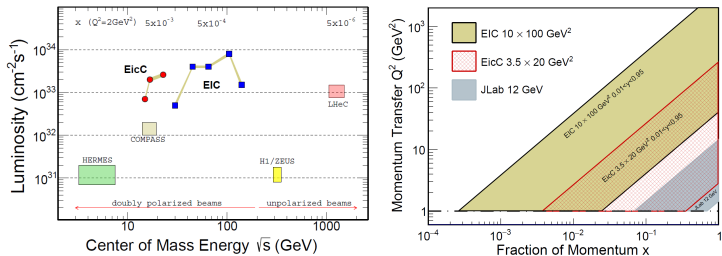 x (Q²=2GeV²) 5x10⁻³ 5x10⁻⁴ 5x10⁻⁶
10³⁴
10³³
10³²
10³¹
Luminosity (cm⁻²s⁻¹)
EicC
EIC
LHeC
COMPASS
HERMES
H1/ZEUS
doubly polarized beams
unpolarized beams
10 100 1000
Center of Mass Energy √s (GeV)
Momentum Transfer Q² (GeV²)
10³
10²
10
1
EIC 10 × 100 GeV²
EicC 3.5 × 20 GeV²
JLab 12 GeV
EIC 10 × 100 GeV² 0.01<y<0.95
EicC 3.5 × 20 GeV² 0.01<y<0.95
JLab 12 GeV
10⁻⁴ 10⁻³ 10⁻² 10⁻¹ 1
Fraction of Momentum x